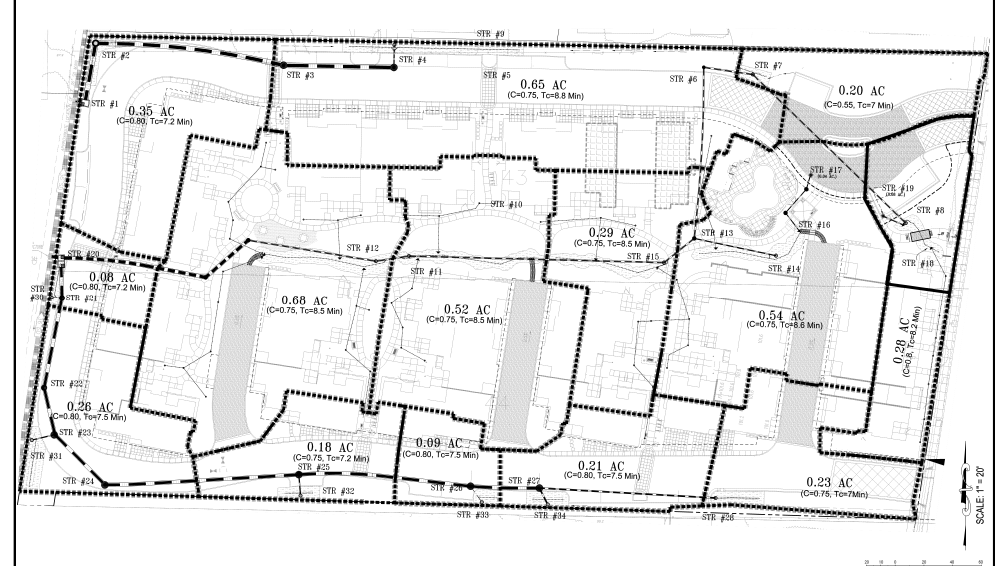 STR #9
STR #2
STR #3
STR #4
STR #5
STR #6
STR #7
0.65 AC
(C=0.75, Tc=8.8 Min)
0.20 AC
(C=0.55, Tc=7 Min)
STR #1
0.35 AC
(C=0.80, Tc=7.2 Min)
STR #17
STR #19
STR #8
STR #10
STR #16
0.29 AC
(C=0.75, Tc=8.5 Min)
STR #13
STR #12
STR #15
STR #20
STR #11
STR #14
STR #18
0.08 AC
(C=0.80, Tc=7.2 Min)
STR
#30
STR #21
0.68 AC
(C=0.75, Tc=8.5 Min)
0.52 AC
(C=0.75, Tc=8.5 Min)
0.54 AC
(C=0.75, Tc=8.6 Min)
0.28 AC
(C=0.8, Tc=8.2 Min)
STR #22
0.26 AC
(C=0.80, Tc=7.5 Min)
STR #23
STR #31
0.18 AC
(C=0.75, Tc=7.2 Min)
0.09 AC
(C=0.80, Tc=7.5 Min)
0.21 AC
(C=0.80, Tc=7.5 Min)
0.23 AC
(C=0.75, Tc=7Min)
STR #24
STR #25
STR #26
STR #27
STR #32
STR #33
STR #34
STR #26
SCALE: 1" = 20'
20 10 0 20 40 60